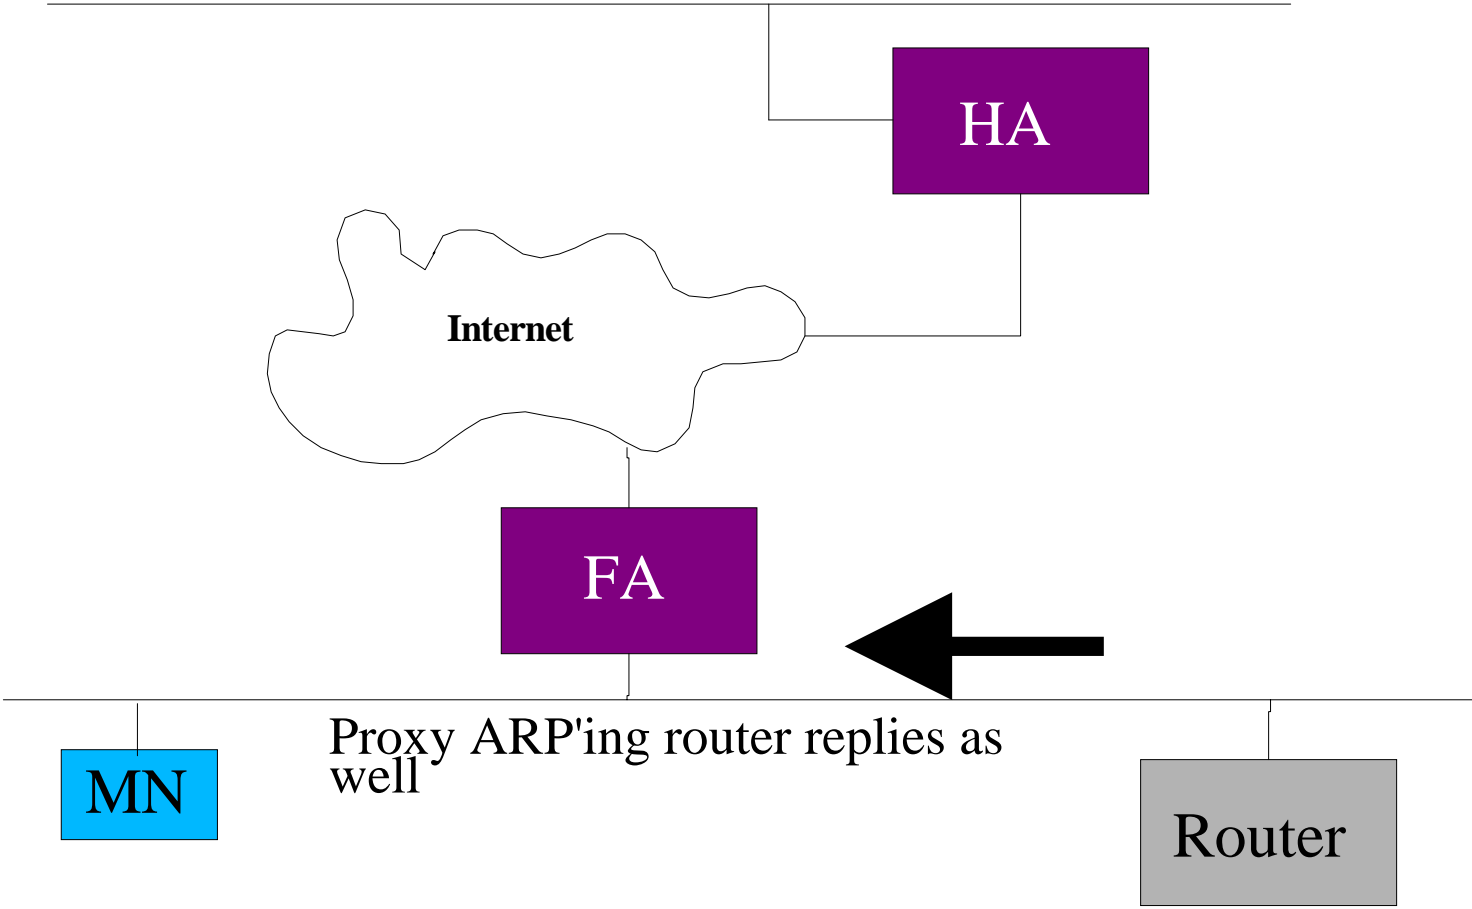 HA
Internet
FA
Proxy ARP'ing router replies as
well
MN
Router